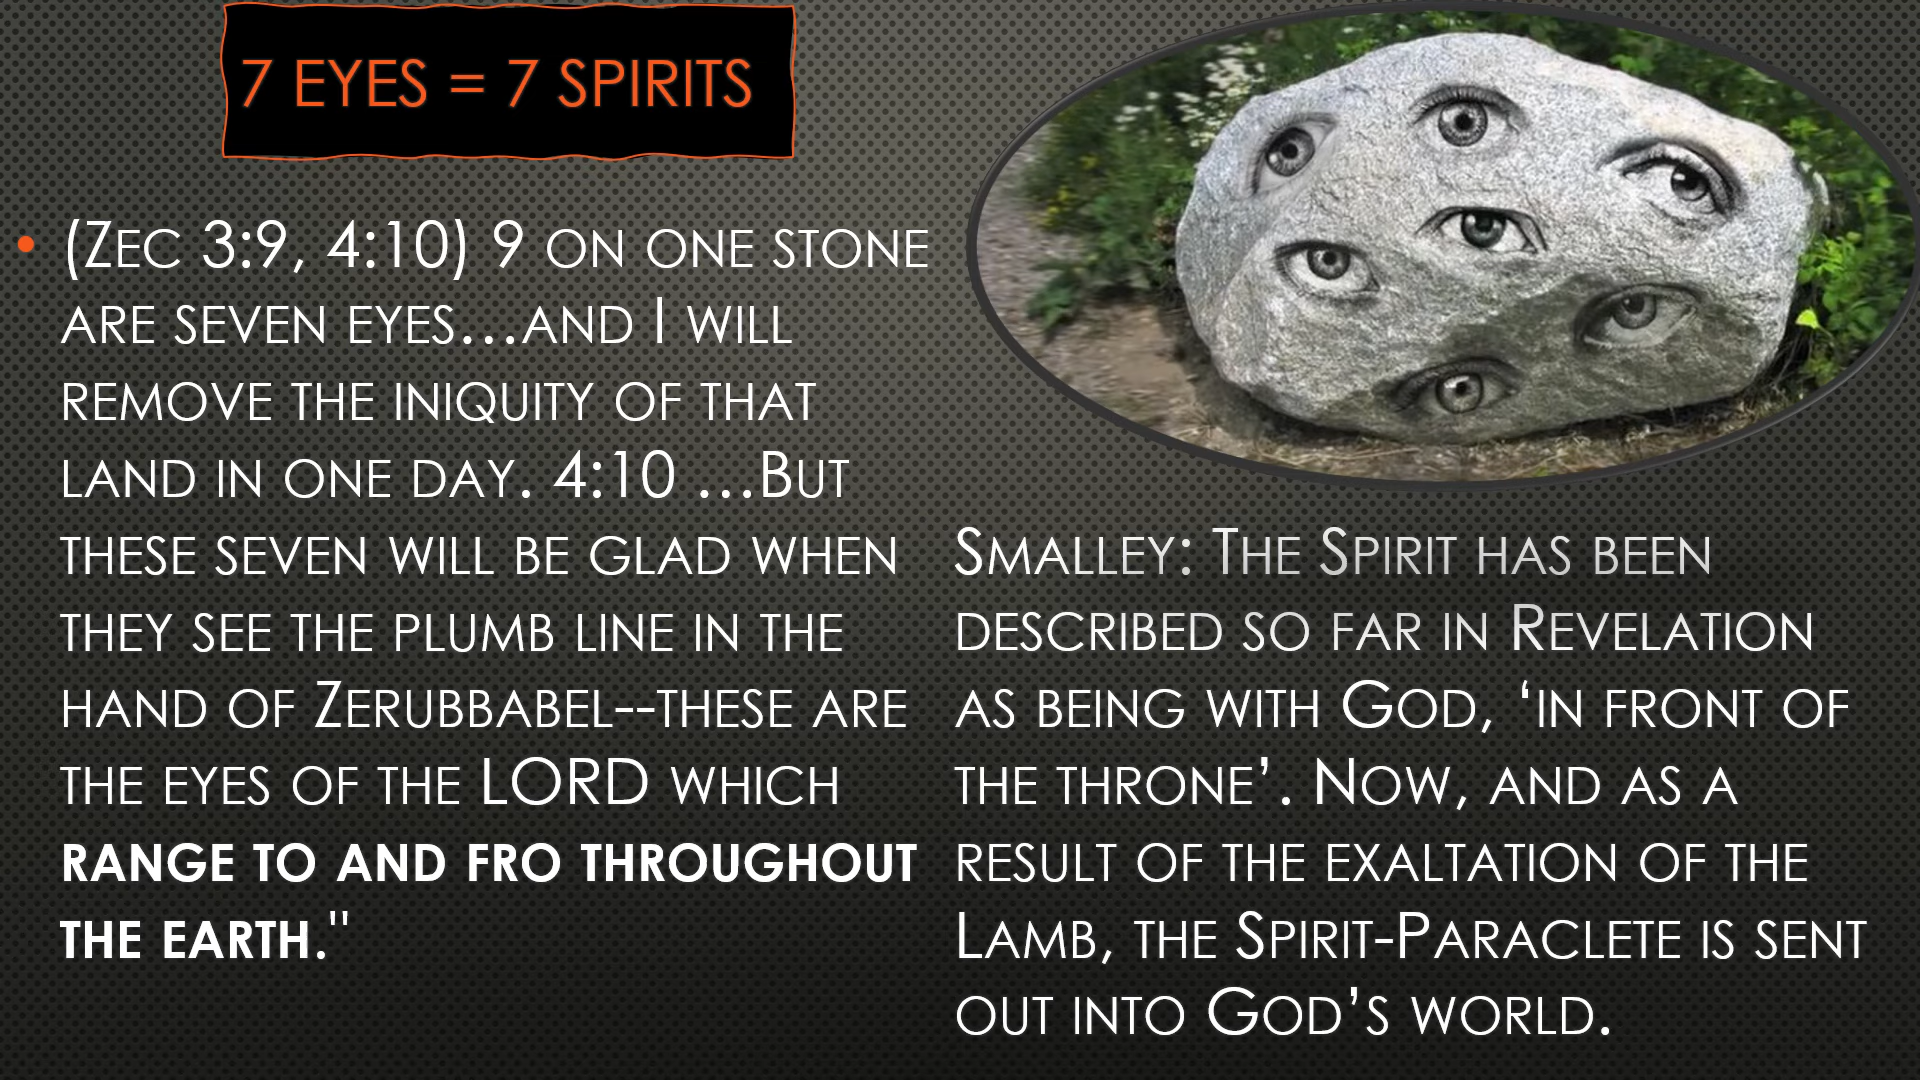 7 EYES = 7 SPIRITS
• (ZEC 3:9, 4:10) 9 ON ONE STONE
ARE SEVEN EYES…AND I WILL
REMOVE THE INIQUITY OF THAT
LAND IN ONE DAY. 4:10 …BUT
THESE SEVEN WILL BE GLAD WHEN
THEY SEE THE PLUMB LINE IN THE
HAND OF ZERUBBABEL--THESE ARE
THE EYES OF THE LORD WHICH
RANGE TO AND FRO THROUGHOUT
THE EARTH."
SMALLEY: THE SPIRIT HAS BEEN
DESCRIBED SO FAR IN REVELATION
AS BEING WITH GOD, ‘IN FRONT OF
THE THRONE’. NOW, AND AS A
RESULT OF THE EXALTATION OF THE
LAMB, THE SPIRIT-PARACLETE IS SENT
OUT INTO GOD’S WORLD.